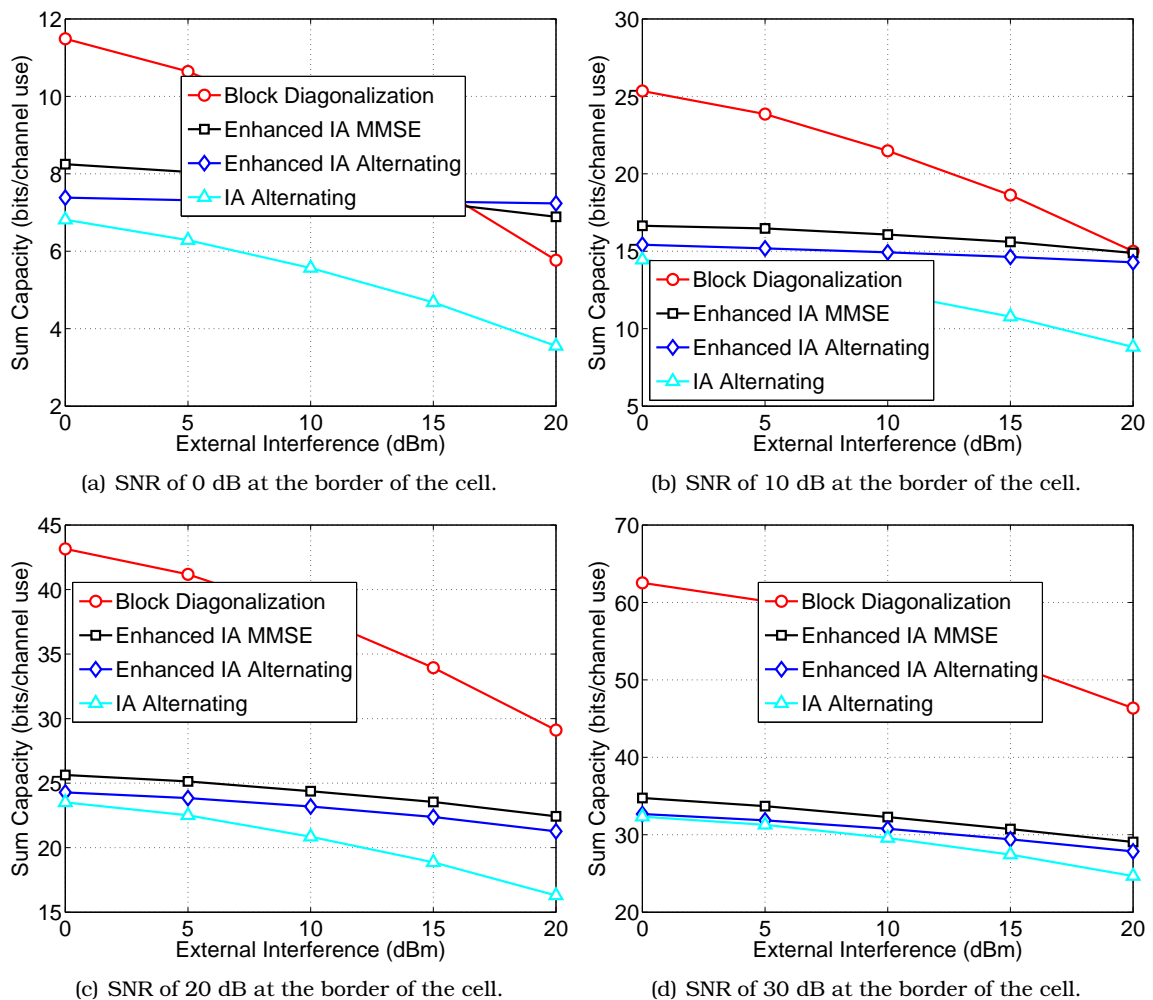 12
10
8
6
4
2
0
5
10
15
20
Sum Capacity (bits/channel use)
External Interference (dBm)
Block Diagonalization
Enhanced IA MMSE
Enhanced IA Alternating
IA Alternating
(a) SNR of 0 dB at the border of the cell.
30
25
20
15
10
5
0
5
10
15
20
Sum Capacity (bits/channel use)
External Interference (dBm)
Block Diagonalization
Enhanced IA MMSE
Enhanced IA Alternating
IA Alternating
(b) SNR of 10 dB at the border of the cell.
45
40
35
30
25
20
15
0
5
10
15
20
Sum Capacity (bits/channel use)
External Interference (dBm)
Block Diagonalization
Enhanced IA MMSE
Enhanced IA Alternating
IA Alternating
(c) SNR of 20 dB at the border of the cell.
70
60
50
40
30
20
0
5
10
15
20
Sum Capacity (bits/channel use)
External Interference (dBm)
Block Diagonalization
Enhanced IA MMSE
Enhanced IA Alternating
IA Alternating
(d) SNR of 30 dB at the border of the cell.